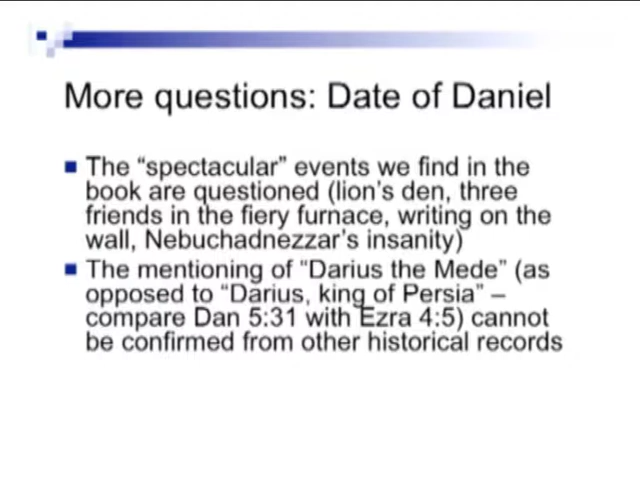 More questions: Date of Daniel
The “spectacular” events we find in the
book are questioned (lion’s den, three
friends in the fiery furnace, writing on the
wall, Nebuchadnezzar’s insanity)
The mentioning of “Darius the Mede” (as
opposed to “Darius, king of Persia” –
compare Dan 5:31 with Ezra 4:5) cannot
be confirmed from other historical records